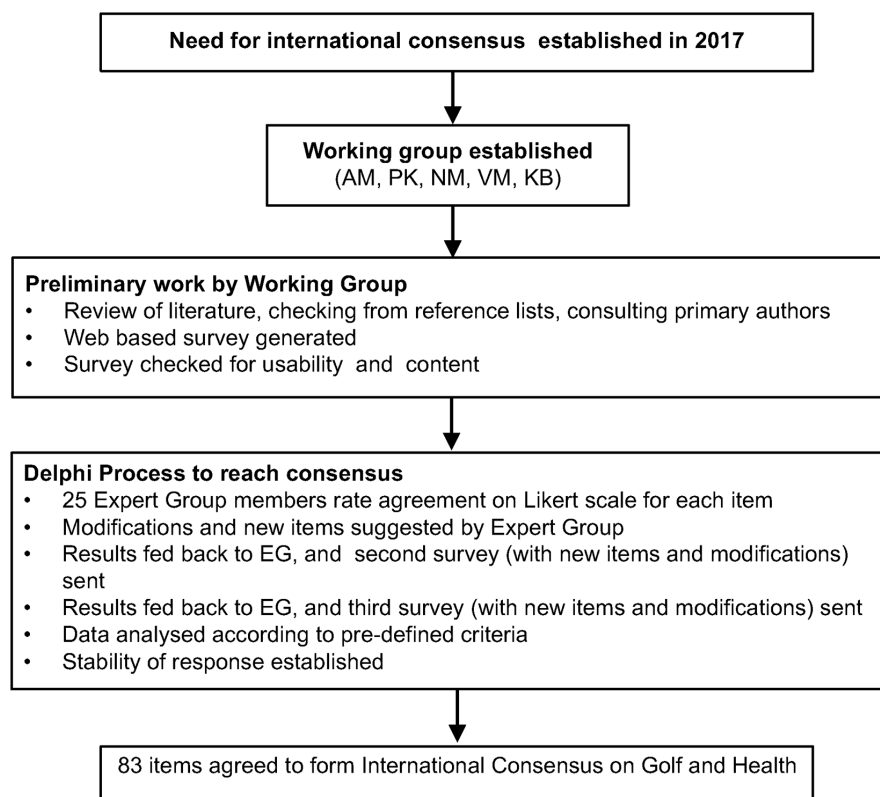 Need for international consensus established in 2017
Working group established
(AM, PK, NM, VM, KB)
Preliminary work by Working Group
• Review of literature, checking from reference lists, consulting primary authors
• Web based survey generated
• Survey checked for usability and content
Delphi Process to reach consensus
• 25 Expert Group members rate agreement on Likert scale for each item
• Modifications and new items suggested by Expert Group
• Results fed back to EG, and second survey (with new items and modifications)
sent
• Results fed back to EG, and third survey (with new items and modifications) sent
• Data analysed according to pre-defined criteria
• Stability of response established
83 items agreed to form International Consensus on Golf and Health